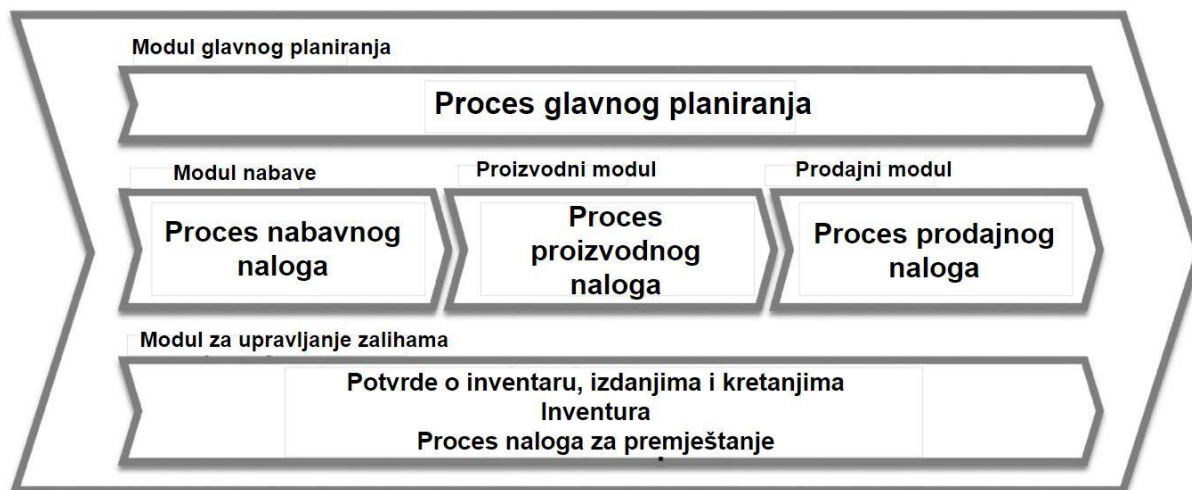 Modul glavnog planiranja
Proces glavnog planiranja
Modul nabave
Proizvodni modul
Prodajni modul
Proces nabavnog
naloga
Proces
proizvodnog
naloga
Proces prodajnog
naloga
Modul za upravljanje zalihama
Potvrde o inventaru, izdanjima i kretanjima
Inventura
Proces naloga za premještanje